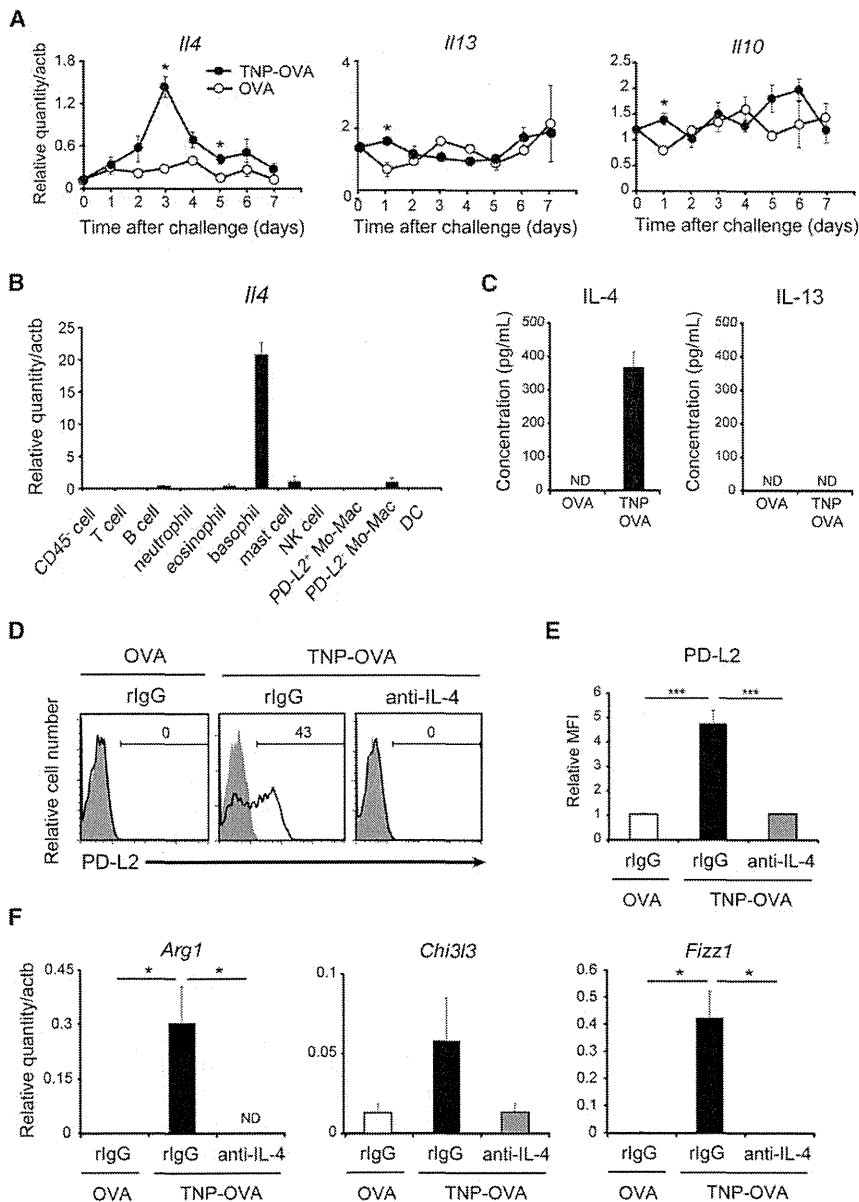 A
Il4
Relative quantity/actb
1.8
1.2
0.6
0
TNP-OVA
OVA
*
*
0 1 2 3 4 5 6 7
Time after challenge (days)
Il13
4
2
0
*
0 1 2 3 4 5 6 7
Time after challenge (days)
Il10
2.5
2
1.5
1
0.5
0
*
0 1 2 3 4 5 6 7
Time after challenge (days)
B
Il4
Relative quantity/actb
25
20
15
10
5
0
CD45- cell
T cell
B cell
neutrophil
eosinophil
basophil
mast cell
NK cell
PD-L2+ Mo-Mac
PD-L2- Mo-Mac
DC
C
IL-4
Concentration (pg/mL)
500
400
300
200
100
0
ND
OVA
TNP
OVA
IL-13
Concentration (pg/mL)
500
400
300
200
100
0
ND
ND
OVA
TNP
OVA
D
OVA
TNP-OVA
rIgG
rIgG
anti-IL-4
Relative cell number
0
43
0
PD-L2
E
PD-L2
Relative MFI
6
5
4
3
2
1
0
***
***
rIgG
rIgG anti-IL-4
OVA
TNP-OVA
F
Arg1
Relative quantity/actb
0.45
0.3
0.15
0
*
*
ND
rIgG
rIgG anti-IL-4
OVA
TNP-OVA
Chi3l3
0.1
0.05
0
rIgG
rIgG anti-IL-4
OVA
TNP-OVA
Fizz1
0.6
0.5
0.4
0.3
0.2
0.1
0
*
*
rIgG
rIgG anti-IL-4
OVA
TNP-OVA